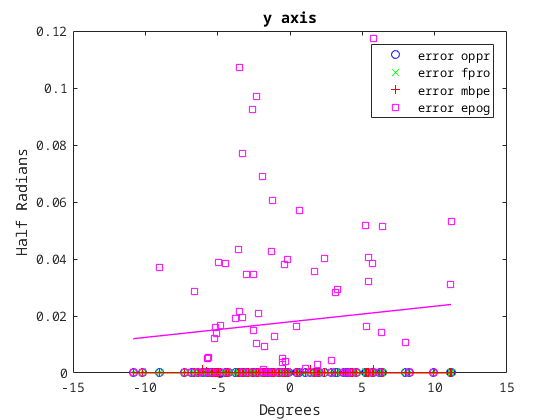 y axis
0.12
0.1
0.08
0.06
0.04
0.02
0
Half Radians
error oppr
error fpro
error mbpe
error epog
-15 -10 -5 0 5 10 15
Degrees